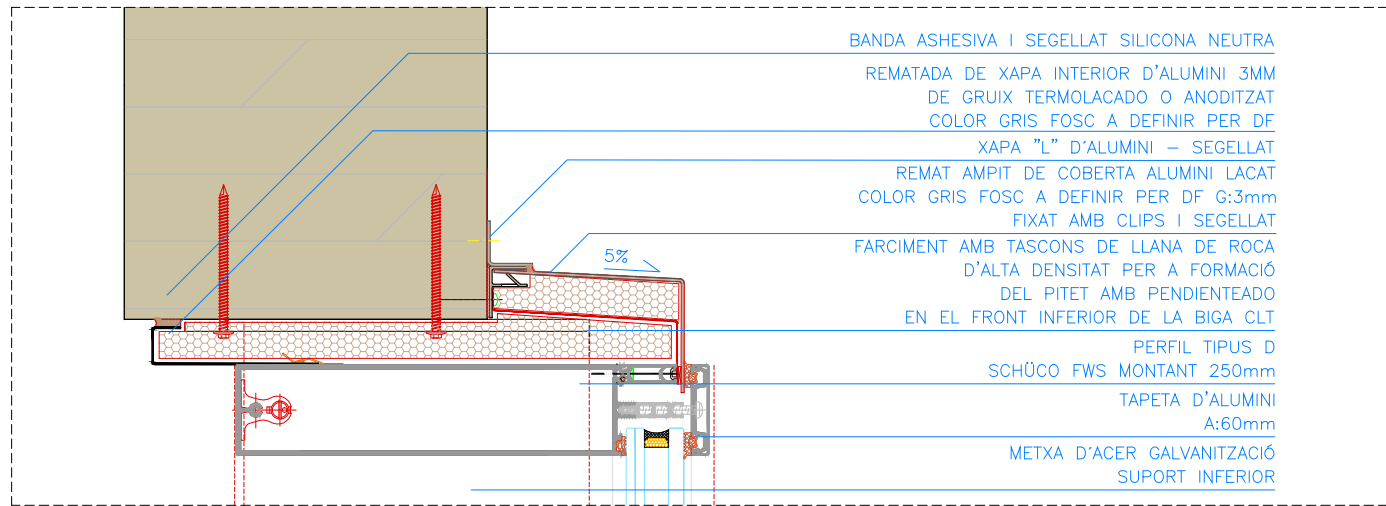 BANDA ASHESIVA I SEGELLAT SILICONA NEUTRA
REMATADA DE XAPA INTERIOR D'ALUMINI 3MM
DE GRUIX TERMOLACADO O ANODITZAT
COLOR GRIS FOSC A DEFINIR PER DF
XAPA "L" D'ALUMINI – SEGELLAT
REMAT AMPIT DE COBERTA ALUMINI LACAT
COLOR GRIS FOSC A DEFINIR PER DF G:3mm
FIXAT AMB CLIPS I SEGELLAT
FARCIMENT AMB TASCONS DE LLANA DE ROCA
D'ALTA DENSITAT PER A FORMACIÓ
DEL PITET AMB PENDIENTEADO
EN EL FRONT INFERIOR DE LA BIGA CLT
PERFIL TIPUS D
SCHÜCO FWS MONTANT 250mm
TAPETA D'ALUMINI
A:60mm
METXA D'ACER GALVANITZACIÓ
SUPORT INFERIOR
5%